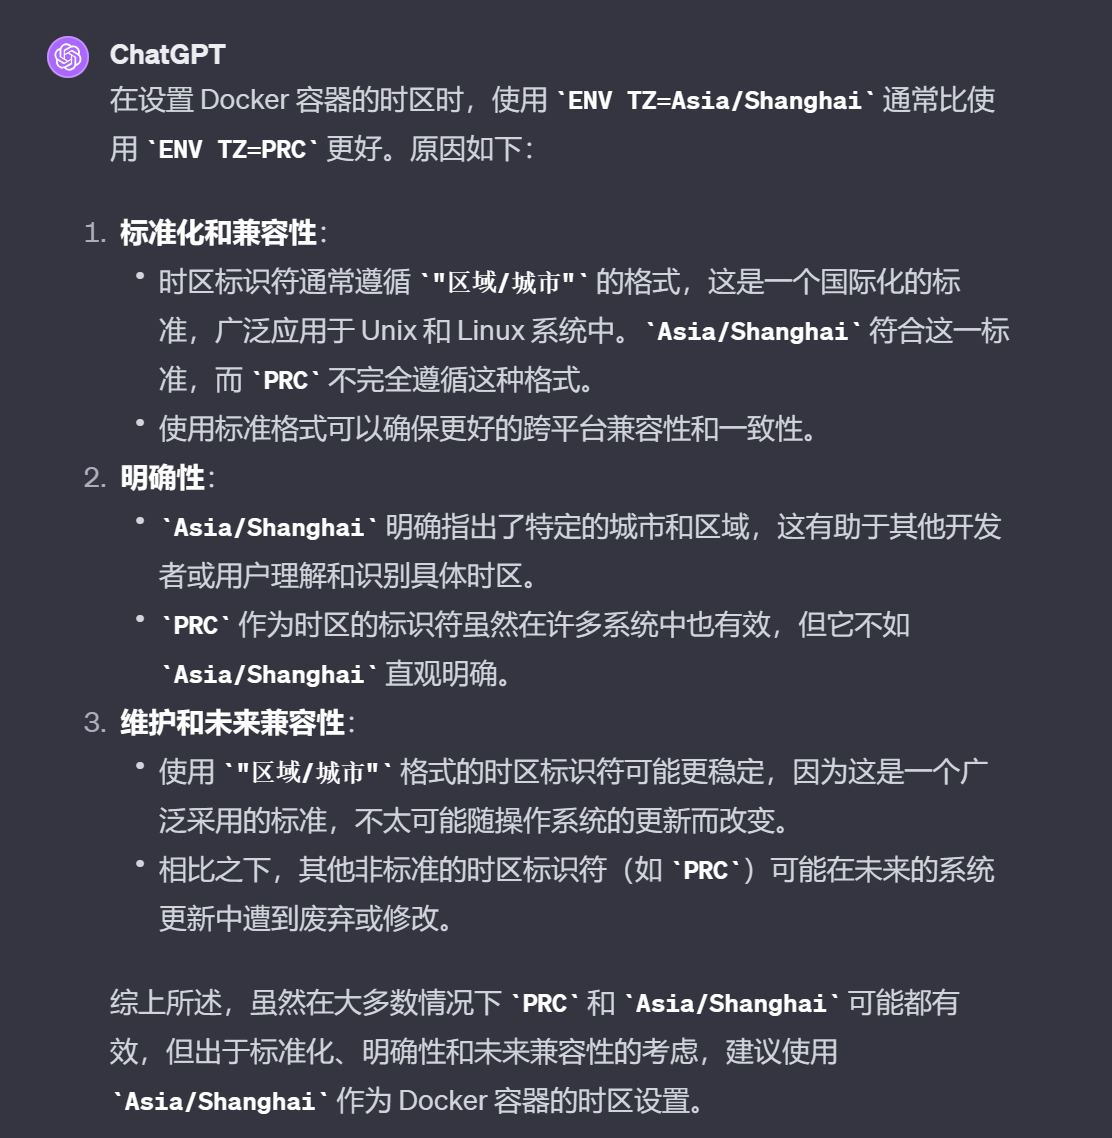 ChatGPT
在设置 Docker 容器的时区时，使用 `ENV TZ=Asia/Shanghai` 通常比使
用 `ENV TZ=PRC` 更好。原因如下：
1. 标准化和兼容性：
• 时区标识符通常遵循 `"区域/城市"` 的格式，这是一个国际化的标
准，广泛应用于 Unix 和 Linux 系统中。`Asia/Shanghai` 符合这一标
准，而 `PRC` 不完全遵循这种格式。
• 使用标准格式可以确保更好的跨平台兼容性和一致性。
2. 明确性：
• `Asia/Shanghai` 明确指出了特定的城市和区域，这有助于其他开发
者或用户理解和识别具体时区。
• `PRC` 作为时区的标识符虽然在许多系统中也有效，但它不如
`Asia/Shanghai` 直观明确。
3. 维护和未来兼容性：
• 使用 `"区域/城市"` 格式的时区标识符可能更稳定，因为这是一个广
泛采用的标准，不太可能随操作系统的更新而改变。
• 相比之下，其他非标准的时区标识符（如 `PRC`）可能在未来的系统
更新中遭到废弃或修改。
综上所述，虽然在大多数情况下 `PRC` 和 `Asia/Shanghai` 可能都有
效，但出于标准化、明确性和未来兼容性的考虑，建议使用
`Asia/Shanghai` 作为 Docker 容器的时区设置。